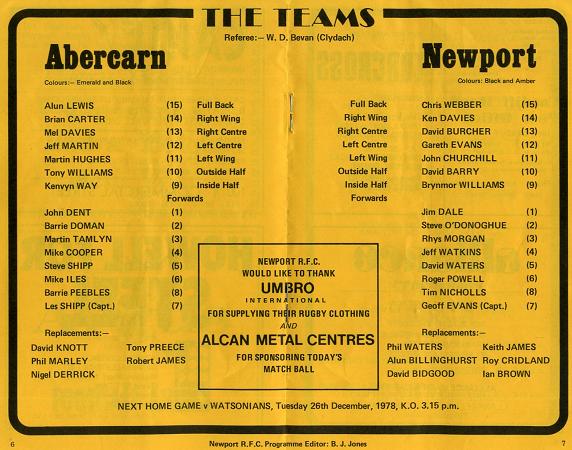 THE TEAMS
Referee:— W. D. Bevan (Clydach)
Abercarn
Colours:— Emerald and Black
Alun LEWIS (15) Full Back
Brian CARTER (14) Right Wing
Mel DAVIES (13) Right Centre
Jeff MARTIN (12) Left Centre
Martin HUGHES (11) Left Wing
Tony WILLIAMS (10) Outside Half
Kenvyn WAY (9) Inside Half
Forwards
John DENT (1)
Barrie DOMAN (2)
Martin TAMLYN (3)
Mike COOPER (4)
Steve SHIPP (5)
Mike ILES (6)
Barrie PEEBLES (8)
Les SHIPP (Capt.) (7)
Replacements:—
David KNOTT Tony PREECE
Phil MARLEY Robert JAMES
Nigel DERRICK
Newport
Colours: Black and Amber
Full Back Chris WEBBER (15)
Right Wing Ken DAVIES (14)
Right Centre David BURCHER (13)
Left Centre Gareth EVANS (12)
Left Wing John CHURCHILL (11)
Outside Half David BARRY (10)
Inside Half Brynmor WILLIAMS (9)
Forwards
Jim DALE (1)
Steve O'DONOGHUE (2)
Rhys MORGAN (3)
Jeff WATKINS (4)
David WATERS (5)
Roger POWELL (6)
Tim NICHOLLS (8)
Geoff EVANS (Capt.) (7)
Replacements:—
Phil WATERS Keith JAMES
Alun BILLINGHURST Roy CRIDLAND
David BIDGOOD Ian BROWN
NEWPORT R.F.C.
WOULD LIKE TO THANK
UMBRO
INTERNATIONAL
FOR SUPPLYING THEIR RUGBY CLOTHING
AND
ALCAN METAL CENTRES
FOR SPONSORING TODAY'S
MATCH BALL
NEXT HOME GAME v WATSONIANS, Tuesday 26th December, 1978, K.O. 3.15 p.m.
6
Newport R.F.C. Programme Editor: B. J. Jones
7